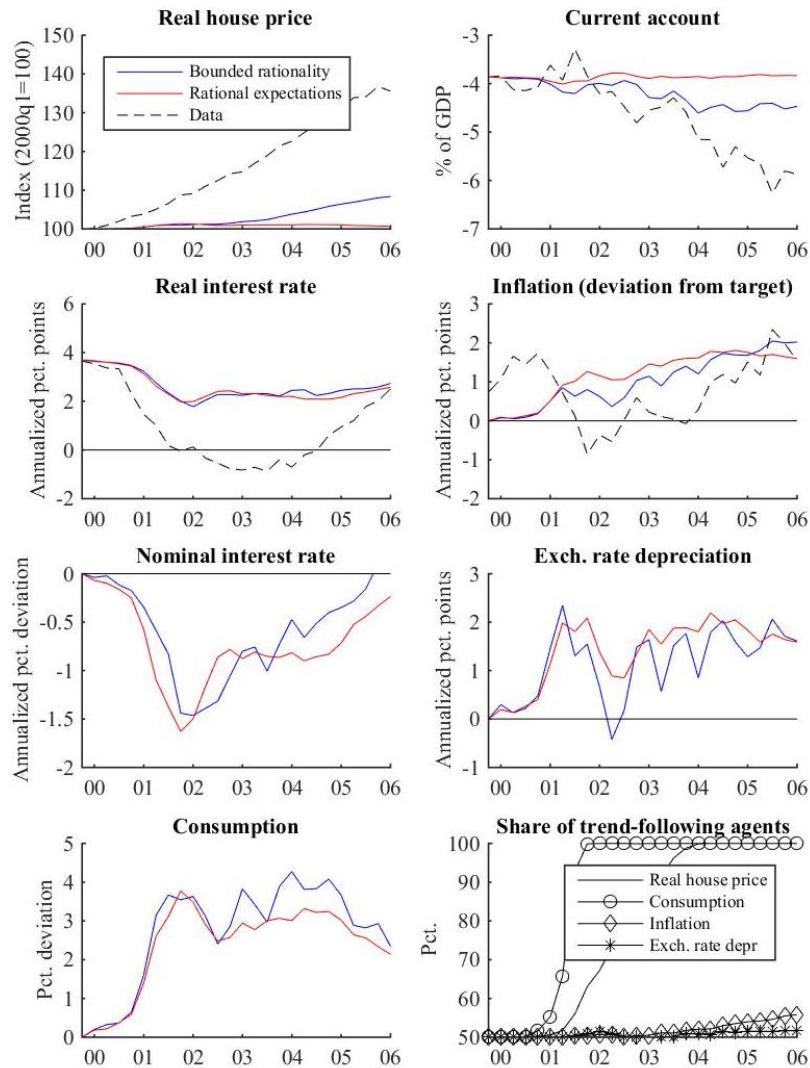 Real house price
Index (2000q1=100)
150
140
130
120
110
100
Bounded rationality
Rational expectations
Data
00 01 02 03 04 05 06
Current account
% of GDP
-3
-4
-5
-6
-7
00 01 02 03 04 05 06
Real interest rate
Annualized pct. points
6
4
2
0
-2
00 01 02 03 04 05 06
Inflation (deviation from target)
Annualized pct. points
3
2
1
0
-1
-2
00 01 02 03 04 05 06
Nominal interest rate
Annualized pct. deviation
0
-0.5
-1
-1.5
-2
00 01 02 03 04 05 06
Exch. rate depreciation
Annualized pct. points
3
2
1
0
-1
00 01 02 03 04 05 06
Consumption
Pct. deviation
5
4
3
2
1
0
00 01 02 03 04 05 06
Share of trend-following agents
Pct.
100
90
80
70
60
50
Real house price
Consumption
Inflation
Exch. rate depr
00 01 02 03 04 05 06